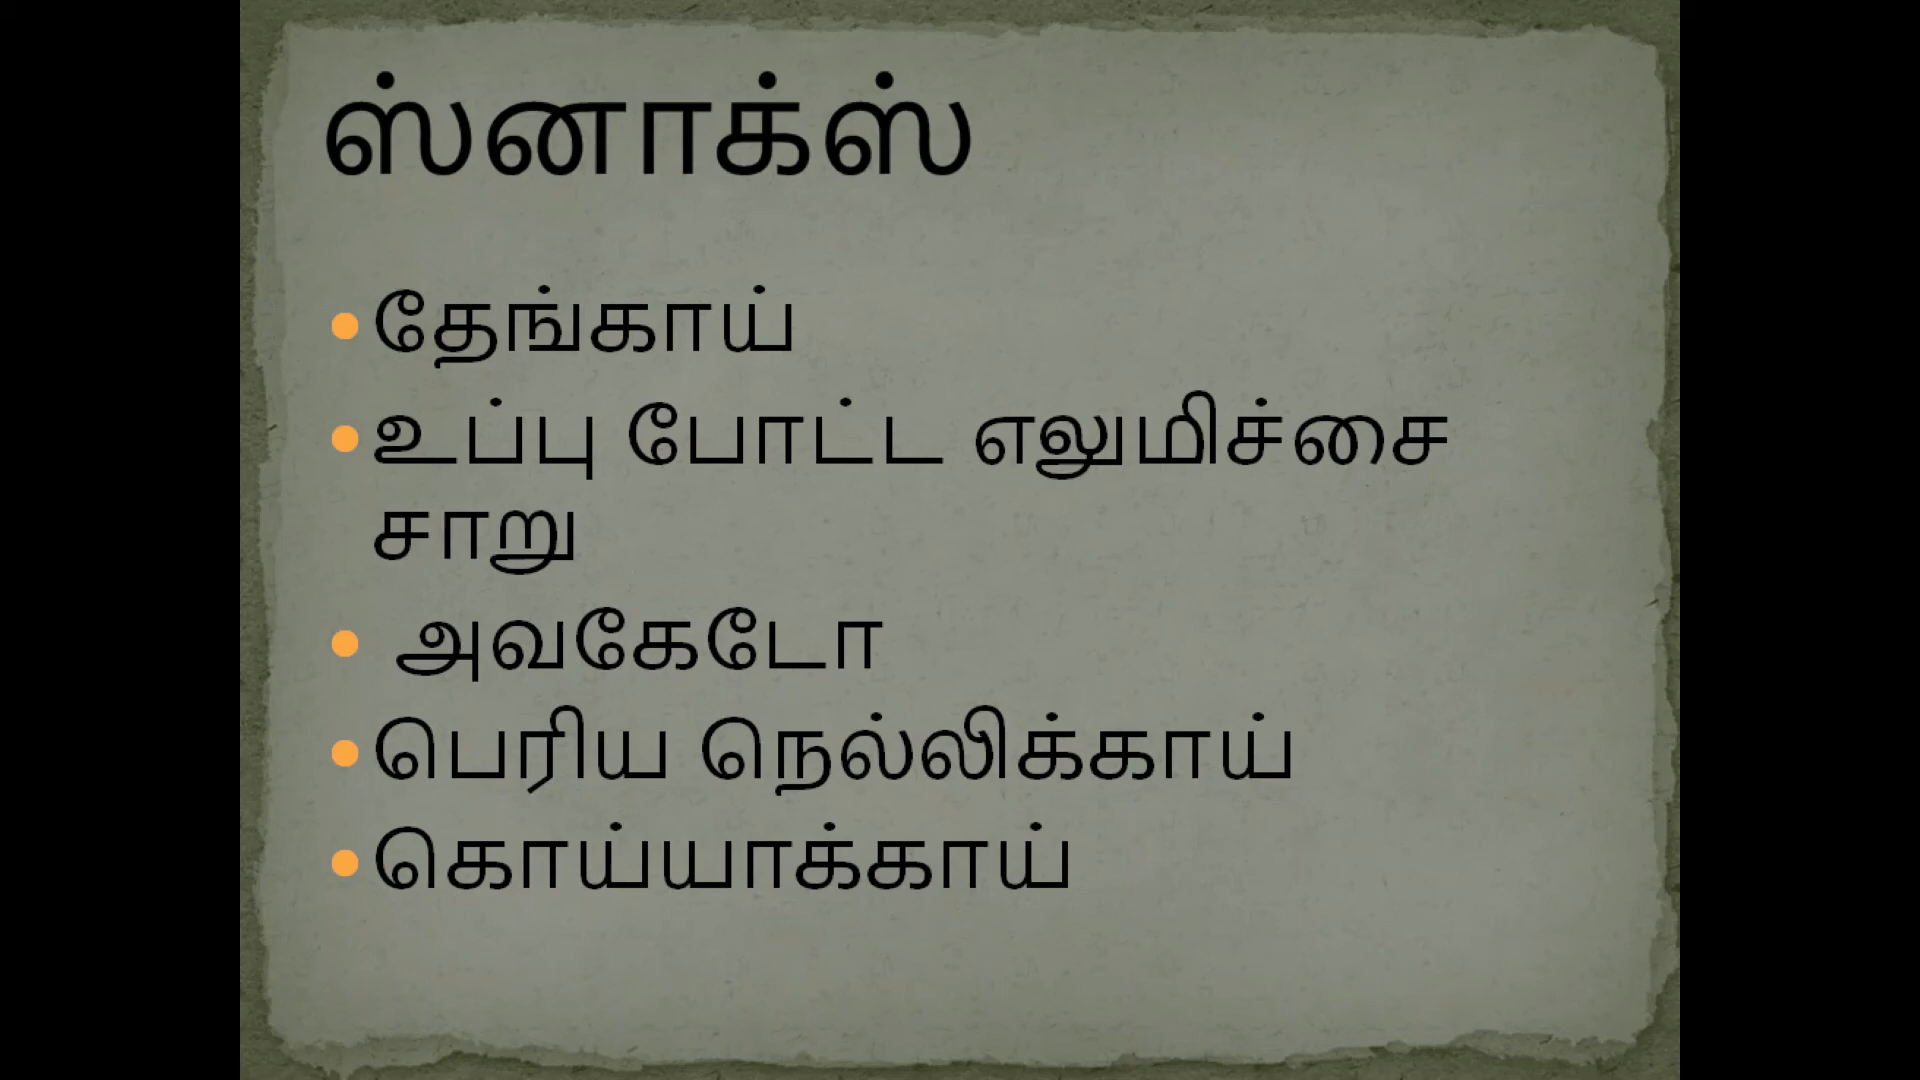 ஸ்னாக்ஸ்
• தேங்காய்
• உப்பு போட்ட எலுமிச்சை
சாறு
• அவகேடோ
• பெரிய நெல்லிக்காய்
• கொய்யாக்காய்